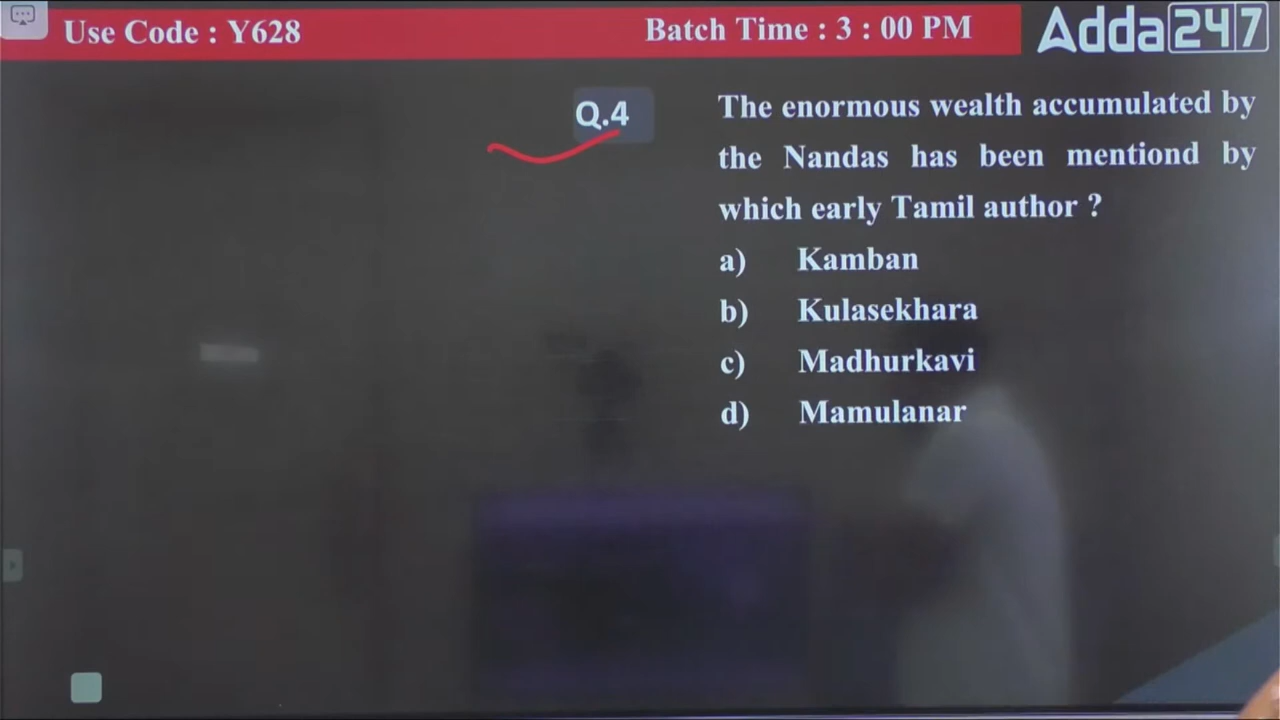 Use Code : Y628
Batch Time : 3 : 00 PM
Adda247
Q.4
The enormous wealth accumulated by
the Nandas has been mentiond by
which early Tamil author ?
a) Kamban
b) Kulasekhara
c) Madhurkavi
d) Mamulanar